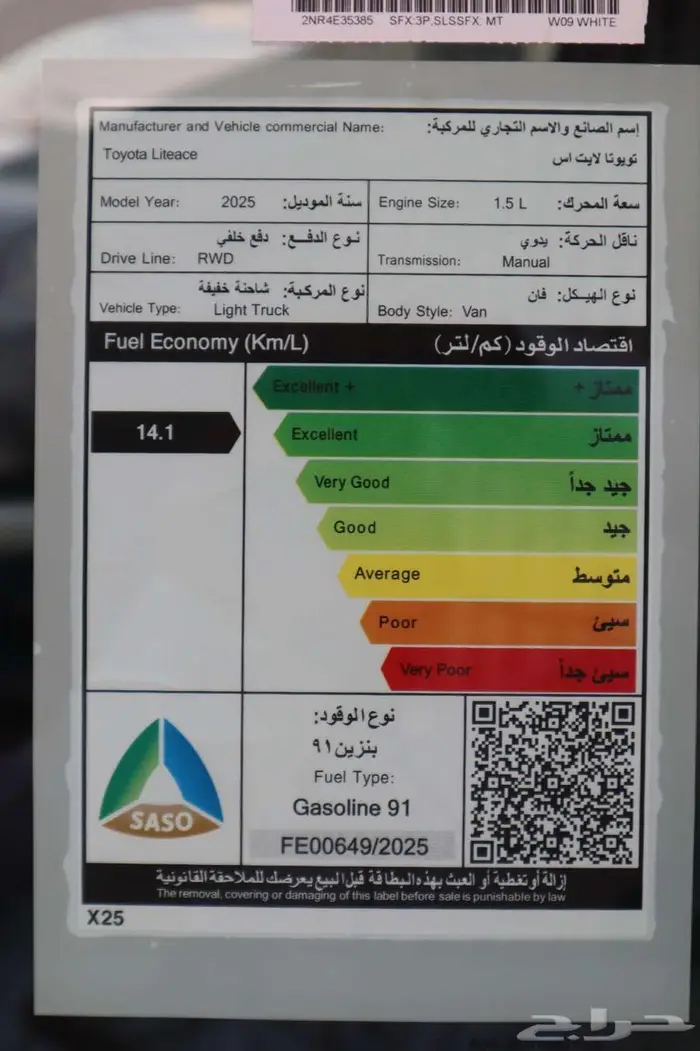 2NR4E35385 SFX:3P,SLSSFX: MT W09 WHITE
Manufacturer and Vehicle commercial Name: إسم الصانع والاسم التجاري للمركبة:
Toyota Liteace تويوتا لايت اس
Model Year: 2025 سنة الموديل: Engine Size: 1.5 L سعة المحرك:
نوع الدفع: دفع خلفي
Drive Line: RWD
ناقل الحركة: يدوي
Transmission: Manual
نوع المركبة: شاحنة خفيفة
Vehicle Type: Light Truck
نوع الهيكل: فان
Body Style: Van
Fuel Economy (Km/L) اقتصاد الوقود (كم/لتر)
Excellent + ممتاز +
14.1
Excellent ممتاز
Very Good جيد جداً
Good جيد
Average متوسط
Poor سيئ
Very Poor سيئ جداً
SASO
نوع الوقود:
بنزين ٩١
Fuel Type:
Gasoline 91
FE00649/2025
إزالة أو تغطية أو العبث بهذه البطاقة قبل البيع يعرضك للملاحقة القانونية
The removal, covering or damaging of this label before sale is punishable by law
X25
حراج